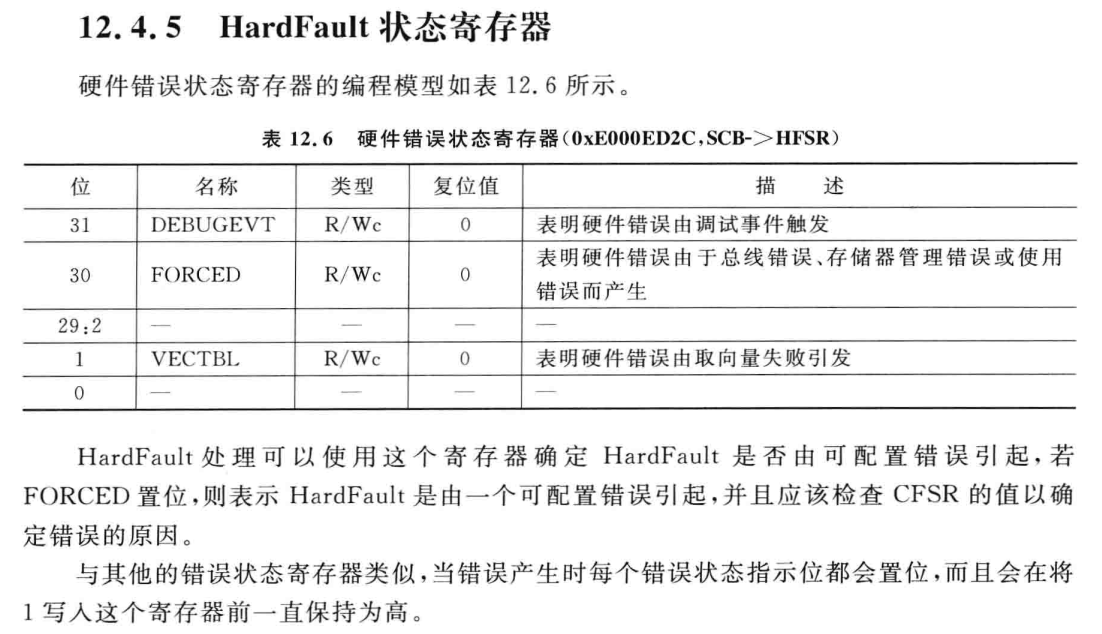 12.4.5 HardFault 状态寄存器
硬件错误状态寄存器的编程模型如表 12.6 所示。
表 12.6 硬件错误状态寄存器(0xE000ED2C,SCB->HFSR)
位 名称 类型 复位值 描 述
31 DEBUGEVT R/Wc 0 表明硬件错误由调试事件触发
30 FORCED R/Wc 0 表明硬件错误由于总线错误、存储器管理错误或使用
错误而产生
29:2 — — — —
1 VECTBL R/Wc 0 表明硬件错误由取向量失败引发
0 — — — —
HardFault 处理可以使用这个寄存器确定 HardFault 是否由可配置错误引起,若
FORCED 置位,则表示 HardFault 是由一个可配置错误引起,并且应该检查 CFSR 的值以确
定错误的原因。
与其他的错误状态寄存器类似,当错误产生时每个错误状态指示位都会置位,而且会在将
1 写入这个寄存器前一直保持为高。